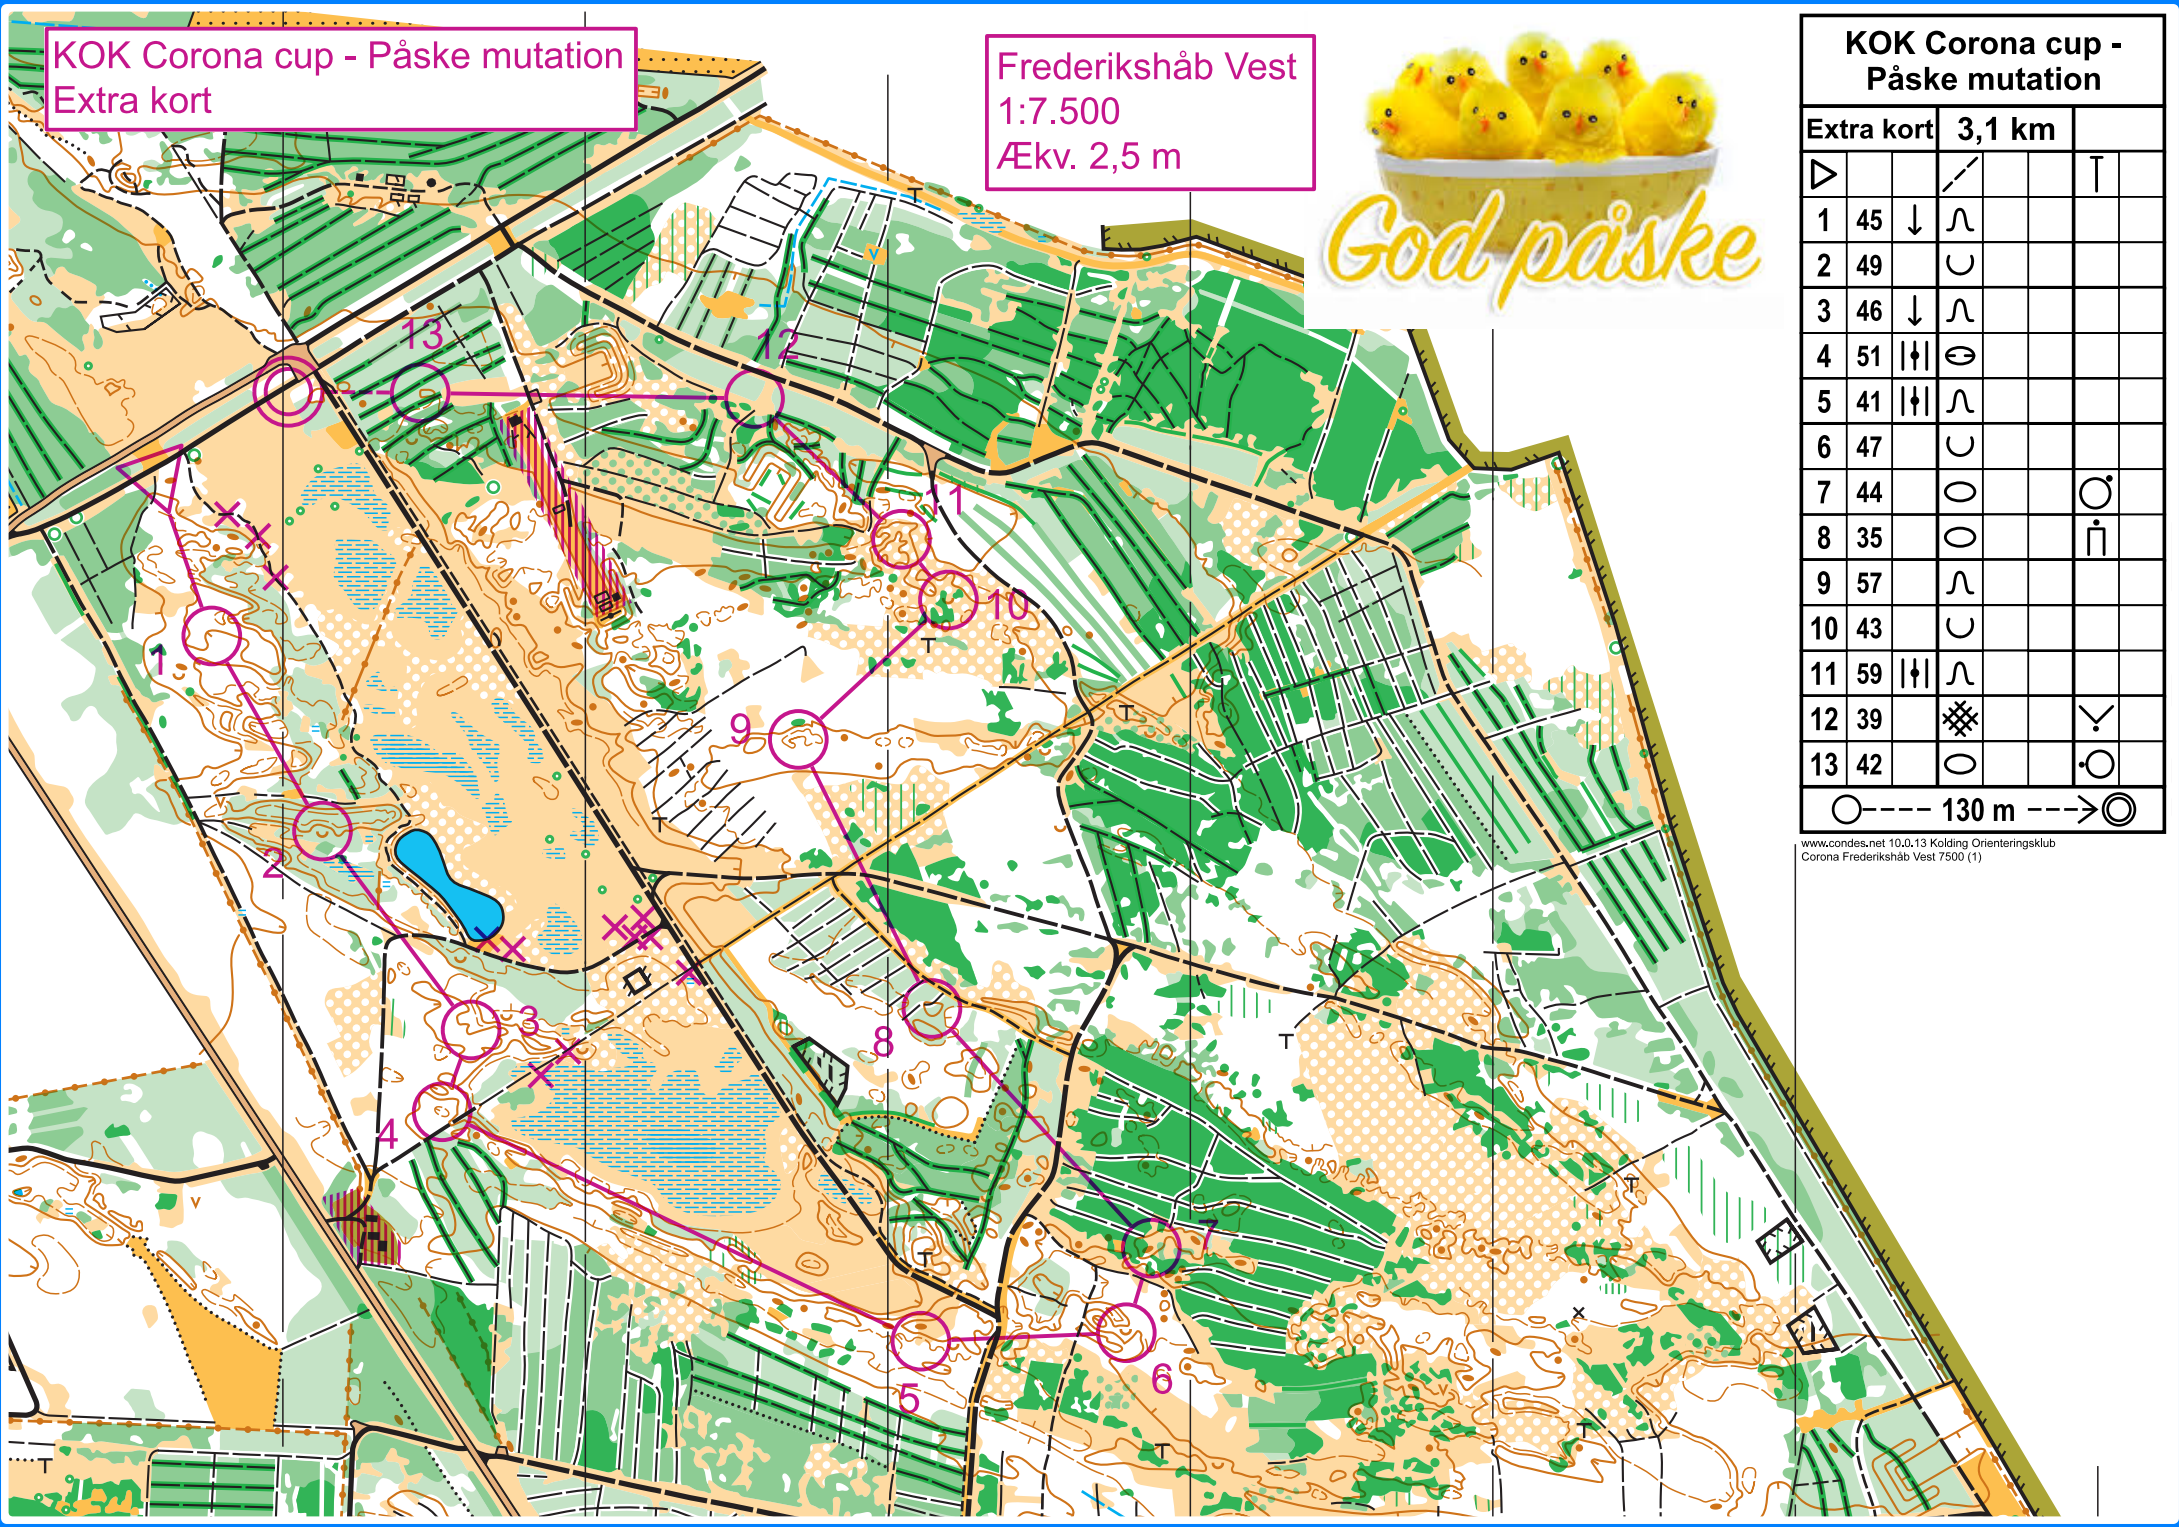 KOK Corona cup - Påske mutation
Extra kort
Frederikshåb Vest
1:7.500
Ækv. 2,5 m
God påske
KOK Corona cup -
Påske mutation
Extra kort 3,1 km
1 45
2 49
3 46
4 51
5 41
6 47
7 44
8 35
9 57
10 43
11 59
12 39
13 42
130 m
www.condes.net 10.0.13 Kolding Orienteringsklub
Corona Frederikshåb Vest 7500 (1)
13
12
11
10
1
9
2
3
8
4
7
5
6